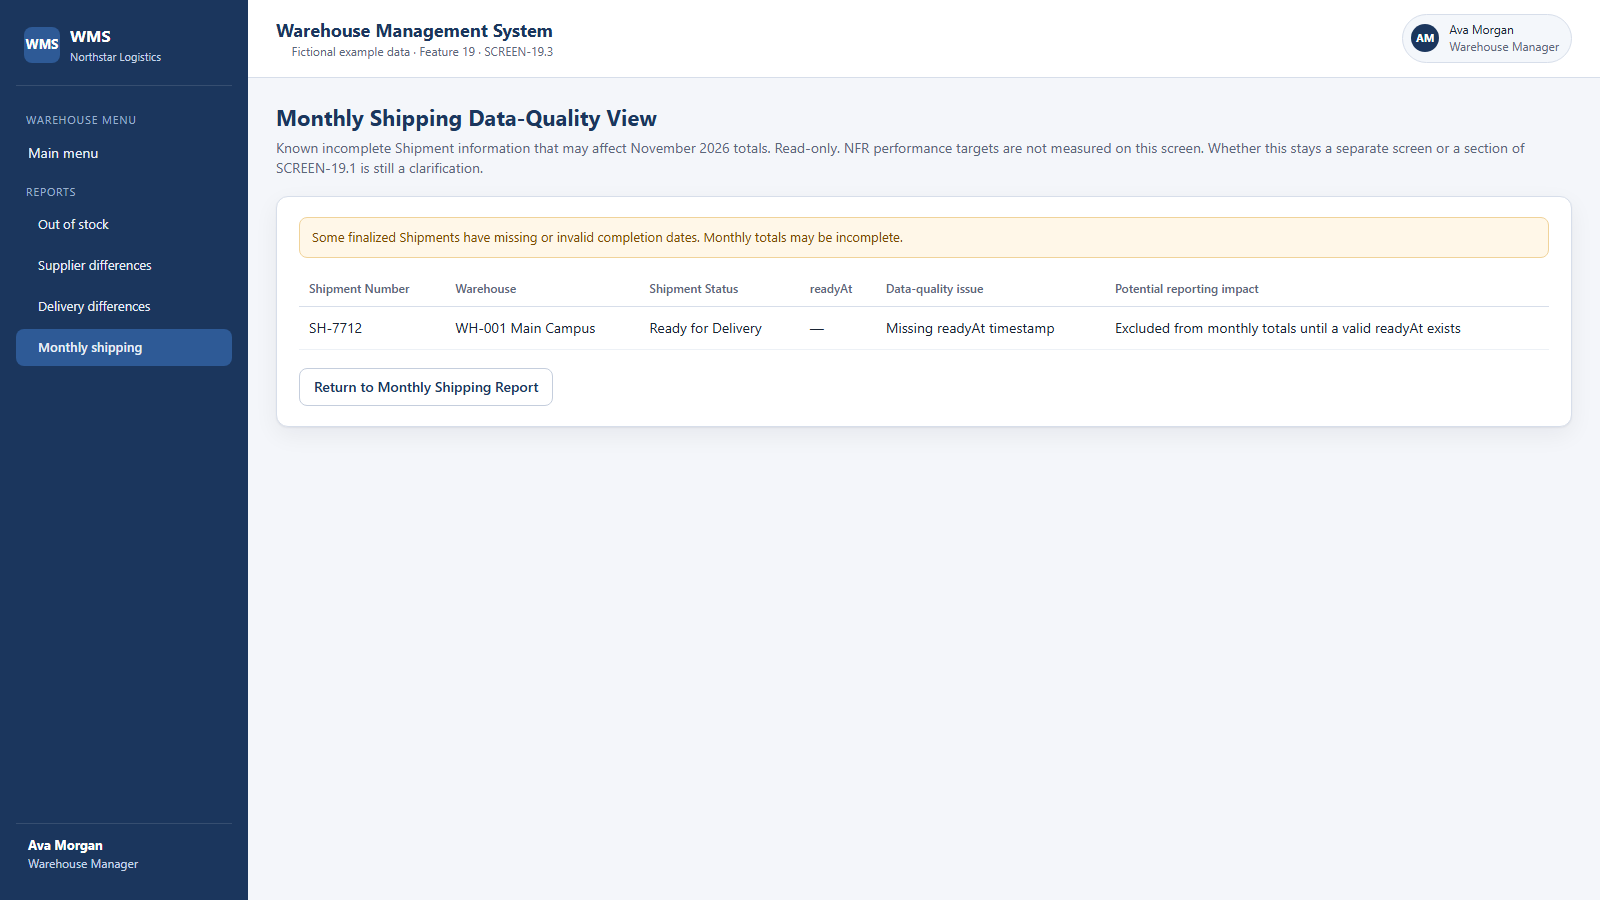 WMS
WMS
Northstar Logistics
WAREHOUSE MENU
Main menu
REPORTS
Out of stock
Supplier differences
Delivery differences
Monthly shipping
Ava Morgan
Warehouse Manager
Warehouse Management System
Fictional example data · Feature 19 · SCREEN-19.3
AM
Ava Morgan
Warehouse Manager
Monthly Shipping Data-Quality View
Known incomplete Shipment information that may affect November 2026 totals. Read-only. NFR performance targets are not measured on this screen. Whether this stays a separate screen or a section of
SCREEN-19.1 is still a clarification.
Some finalized Shipments have missing or invalid completion dates. Monthly totals may be incomplete.
Shipment Number Warehouse Shipment Status readyAt Data-quality issue Potential reporting impact
SH-7712 WH-001 Main Campus Ready for Delivery — Missing readyAt timestamp Excluded from monthly totals until a valid readyAt exists
Return to Monthly Shipping Report